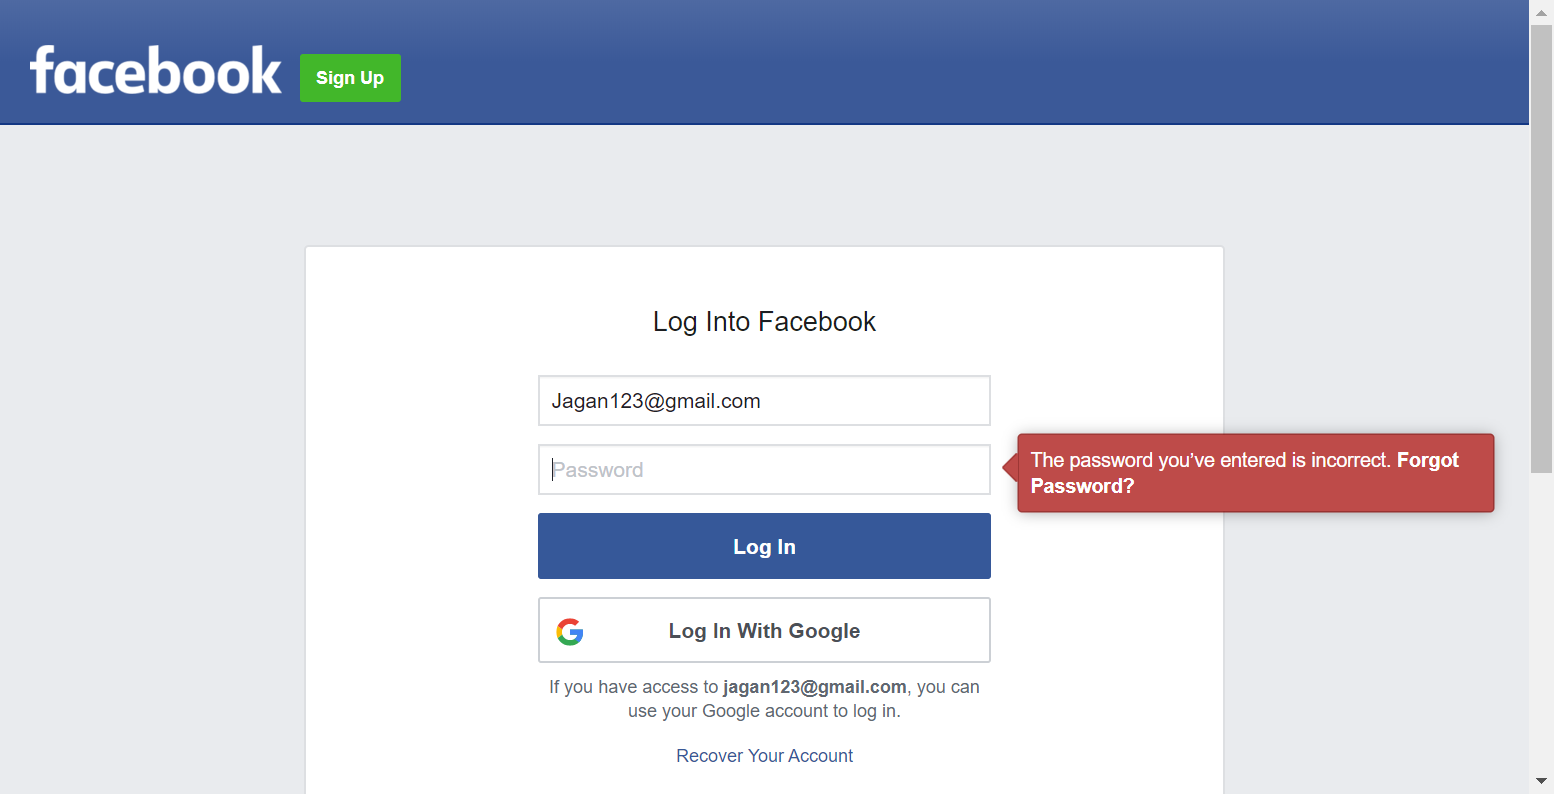 facebook
Sign Up
Log Into Facebook
Jagan123@gmail.com
Password
The password you’ve entered is incorrect. Forgot
Password?
Log In
Log In With Google
If you have access to jagan123@gmail.com, you can
use your Google account to log in.
Recover Your Account